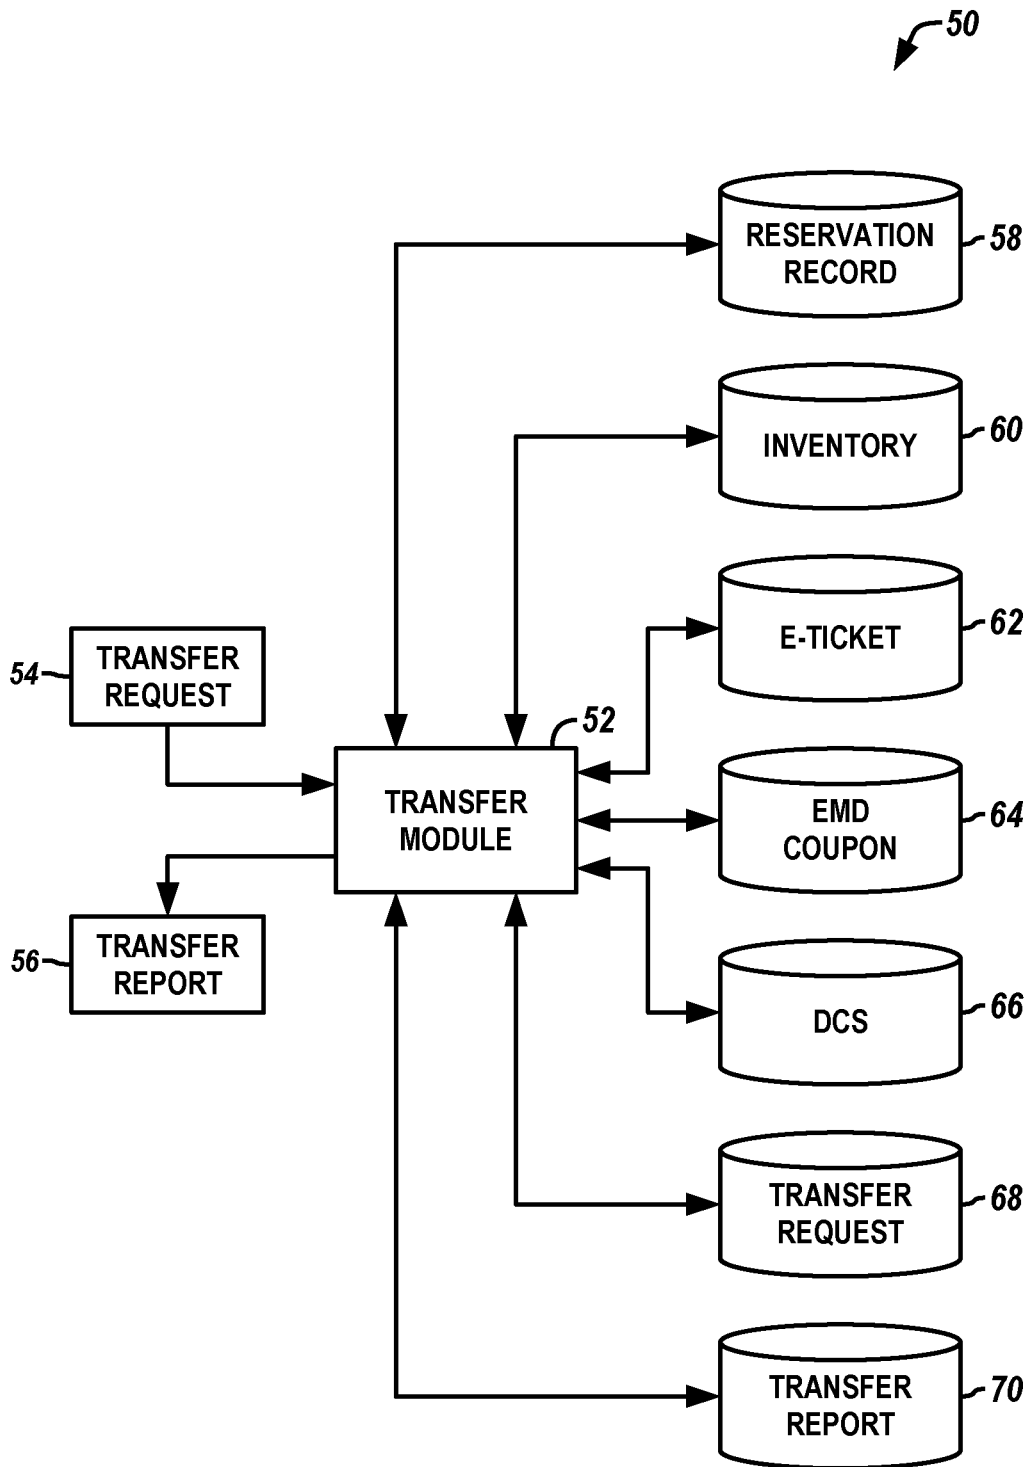 50
RESERVATION
RECORD
58
INVENTORY
60
E-TICKET
62
TRANSFER
REQUEST
54
52
TRANSFER
MODULE
EMD
COUPON
64
TRANSFER
REPORT
56
DCS
66
TRANSFER
REQUEST
68
TRANSFER
REPORT
70